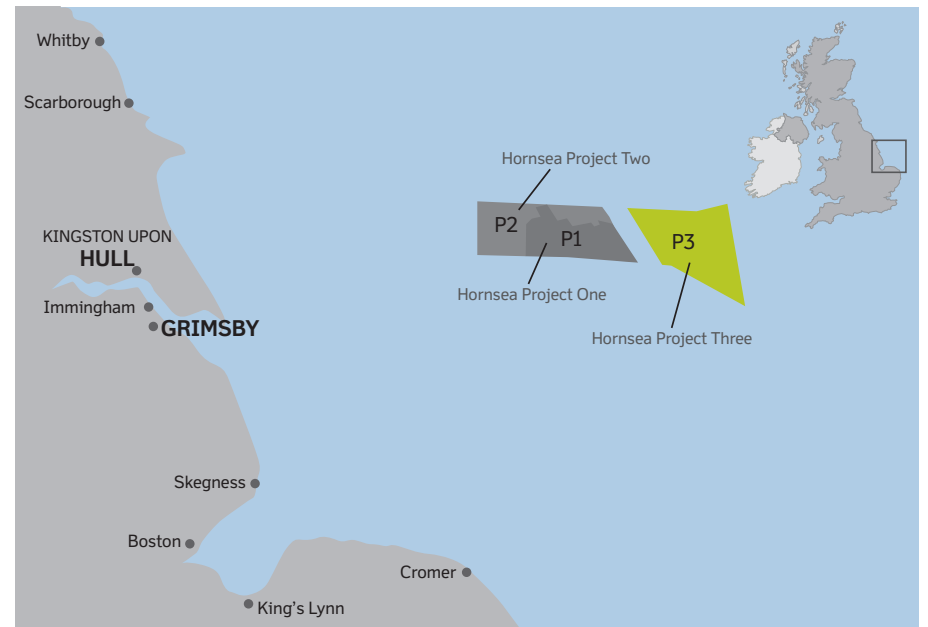 Whitby
Scarborough
Hornsea Project Two
P2
P1
P3
KINGSTON UPON
HULL
Hornsea Project One
Immingham
GRIMSBY
Hornsea Project Three
Skegness
Boston
Cromer
King's Lynn